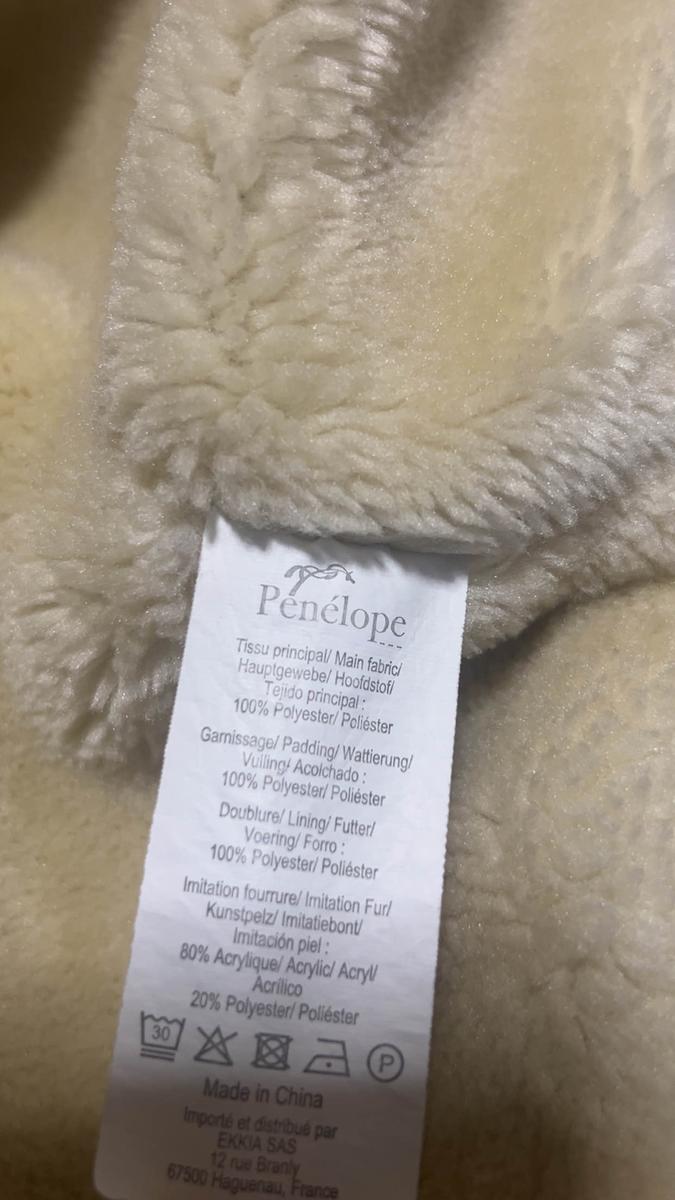 Pénélope
Tissu principal/ Main fabric/
Hauptgewebe/ Hoofdstof/
Tejido principal :
100% Polyester/ Poliéster
Garnissage/ Padding/ Wattierung/
Vulling/ Acolchado :
100% Polyester/ Poliéster
Doublure/ Lining/ Futter/
Voering/ Forro :
100% Polyester/ Poliéster
Imitation fourrure/ Imitation Fur/
Kunstpelz/ Imitatiebont/
Imitación piel :
80% Acrylique/ Acrylic/ Acryl/
Acrílico
20% Polyester/ Poliéster
30 P
Made in China
Importé et distribué par
EKKIA SAS
12 rue Branly
67500 Haguenau, France